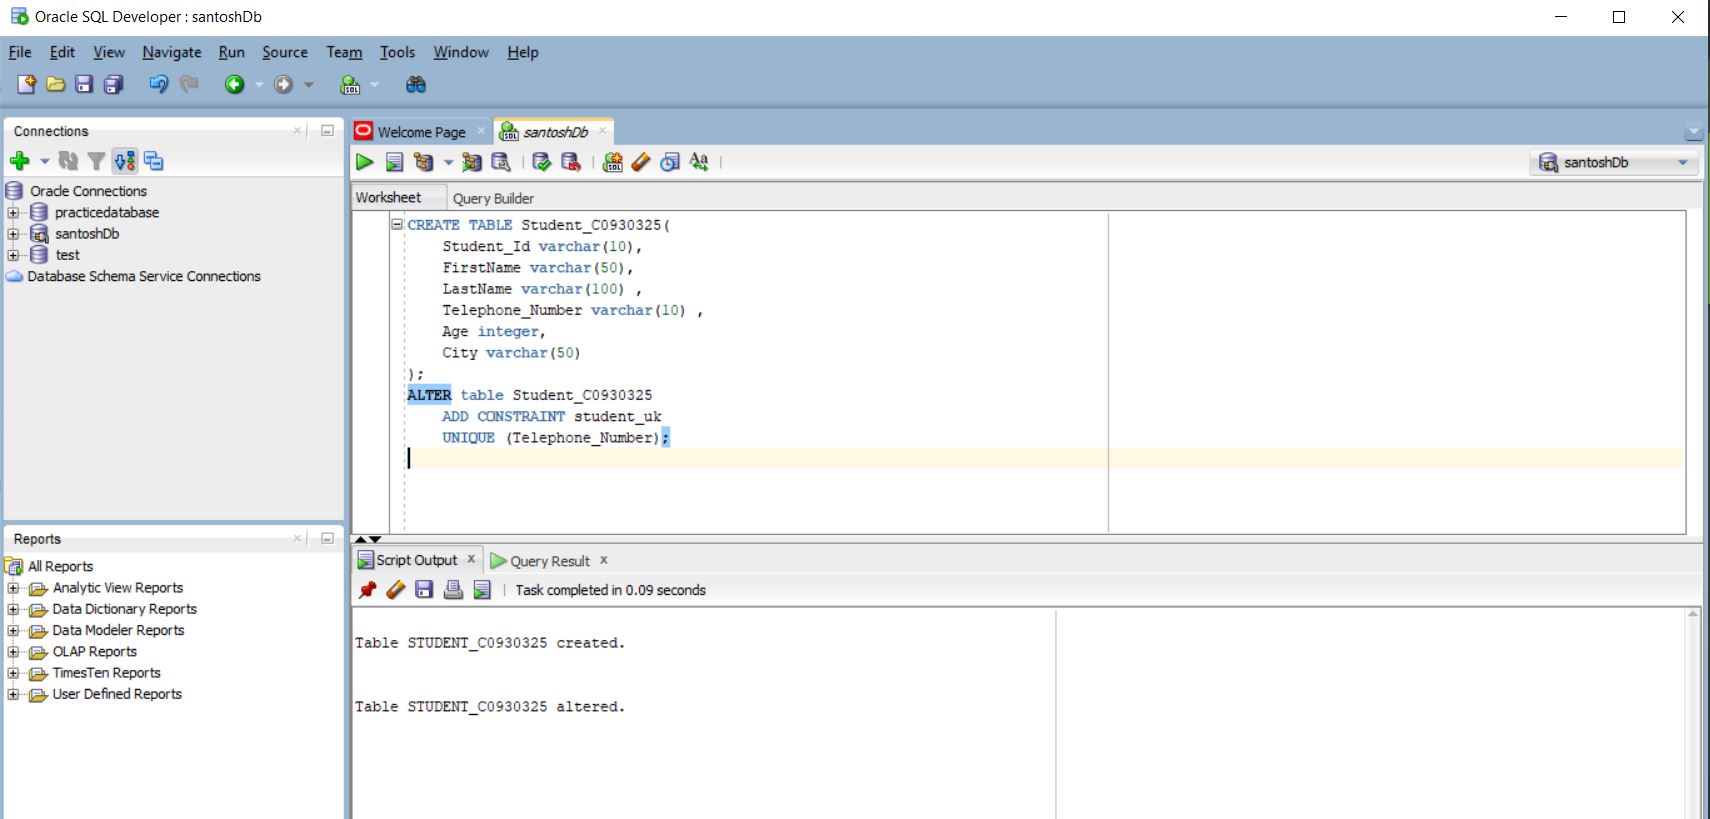 Oracle SQL Developer : santoshDb
File Edit View Navigate Run Source Team Tools Window Help
Connections
Oracle Connections
practicedatabase
santoshDb
test
Database Schema Service Connections
Reports
All Reports
Analytic View Reports
Data Dictionary Reports
Data Modeler Reports
OLAP Reports
TimesTen Reports
User Defined Reports
Welcome Page santoshDb
santoshDb
Worksheet Query Builder
CREATE TABLE Student_C0930325(
Student_Id varchar(10),
FirstName varchar(50),
LastName varchar(100) ,
Telephone_Number varchar(10) ,
Age integer,
City varchar(50)
);
ALTER table Student_C0930325
ADD CONSTRAINT student_uk
UNIQUE (Telephone_Number);
Script Output x Query Result x
Task completed in 0.09 seconds
Table STUDENT_C0930325 created.
Table STUDENT_C0930325 altered.